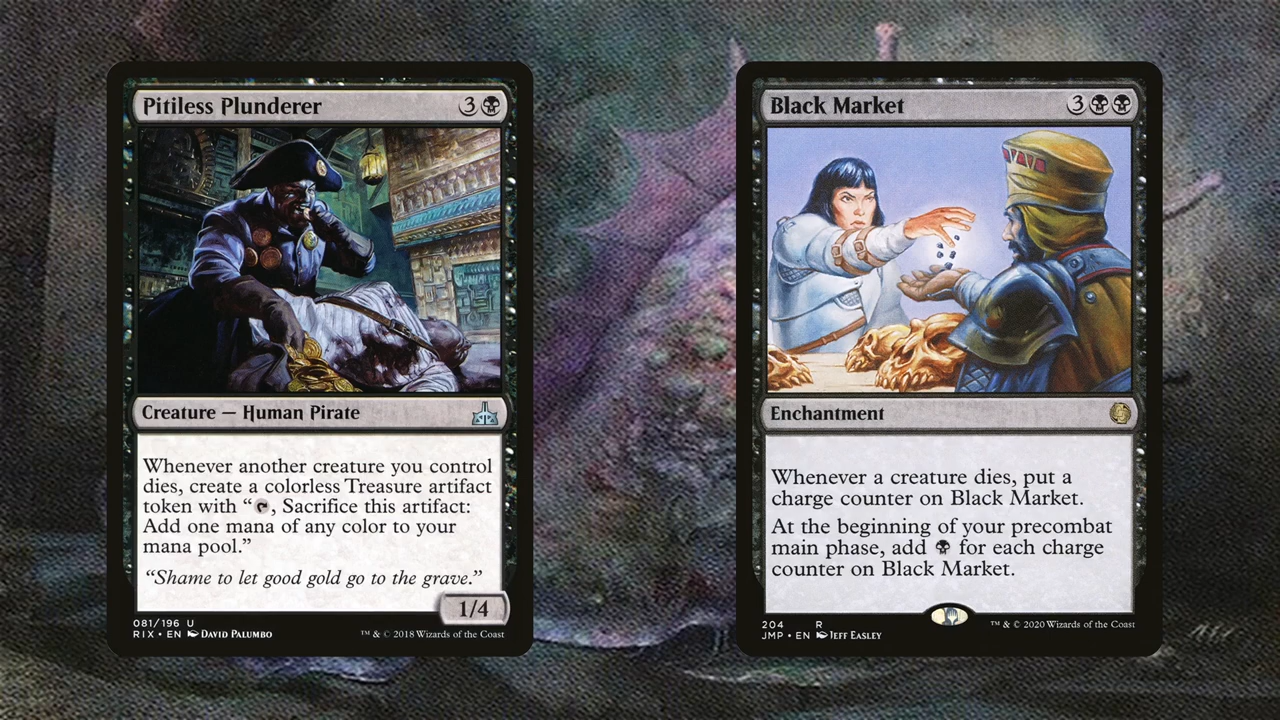 Pitiless Plunderer 3
Creature — Human Pirate
Whenever another creature you control
dies, create a colorless Treasure artifact
token with “, Sacrifice this artifact:
Add one mana of any color to your
mana pool.”
“Shame to let good gold go to the grave.”
1/4
081/196 U
RIX • EN DAVID PALUMBO
™ & © 2018 Wizards of the Coast
Black Market 3
Enchantment
Whenever a creature dies, put a
charge counter on Black Market.
At the beginning of your precombat
main phase, add for each charge
counter on Black Market.
204 R
JMP • EN JEFF EASLEY
™ & © 2020 Wizards of the Coast